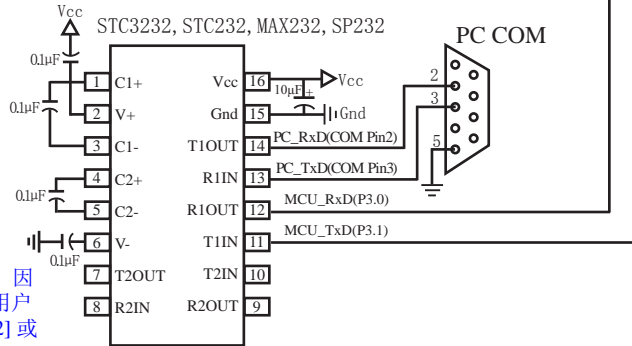 Vcc
STC3232, STC232, MAX232, SP232
PC COM
0.1μF
0.1μF
1 C1+
Vcc 16
Vcc
10μF +
2 V+
Gnd 15
Gnd
3 C1-
T1OUT 14
PC_RxD(COM Pin2)
2
4 C2+
R1IN 13
PC_TxD(COM Pin3)
3
0.1μF
5 C2-
R1OUT 12
MCU_RxD(P3.0)
5
6 V-
T1IN 11
MCU_TxD(P3.1)
0.1μF
7 T2OUT
T2IN 10
8 R2IN
R2OUT 9
因
用户
2] 或